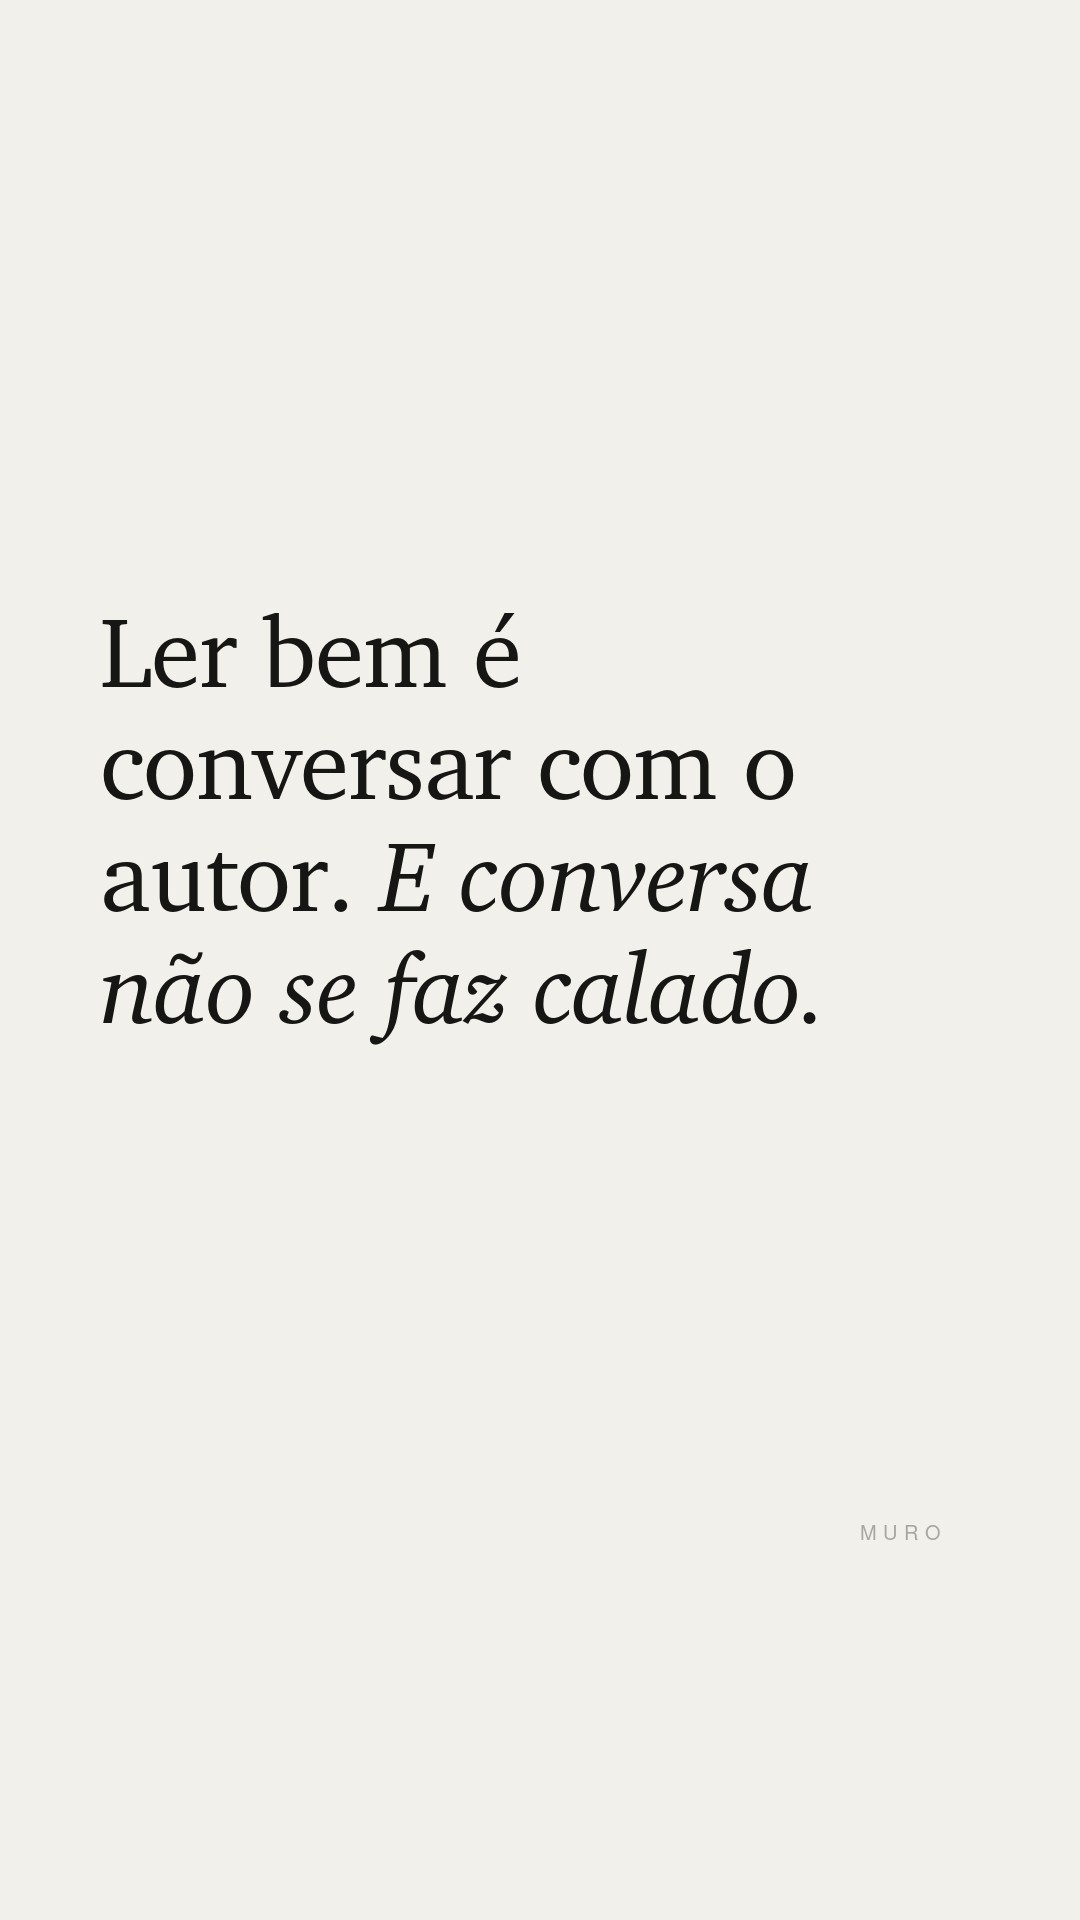 Ler bem é
conversar com o
autor. E conversa
não se faz calado.
MURO